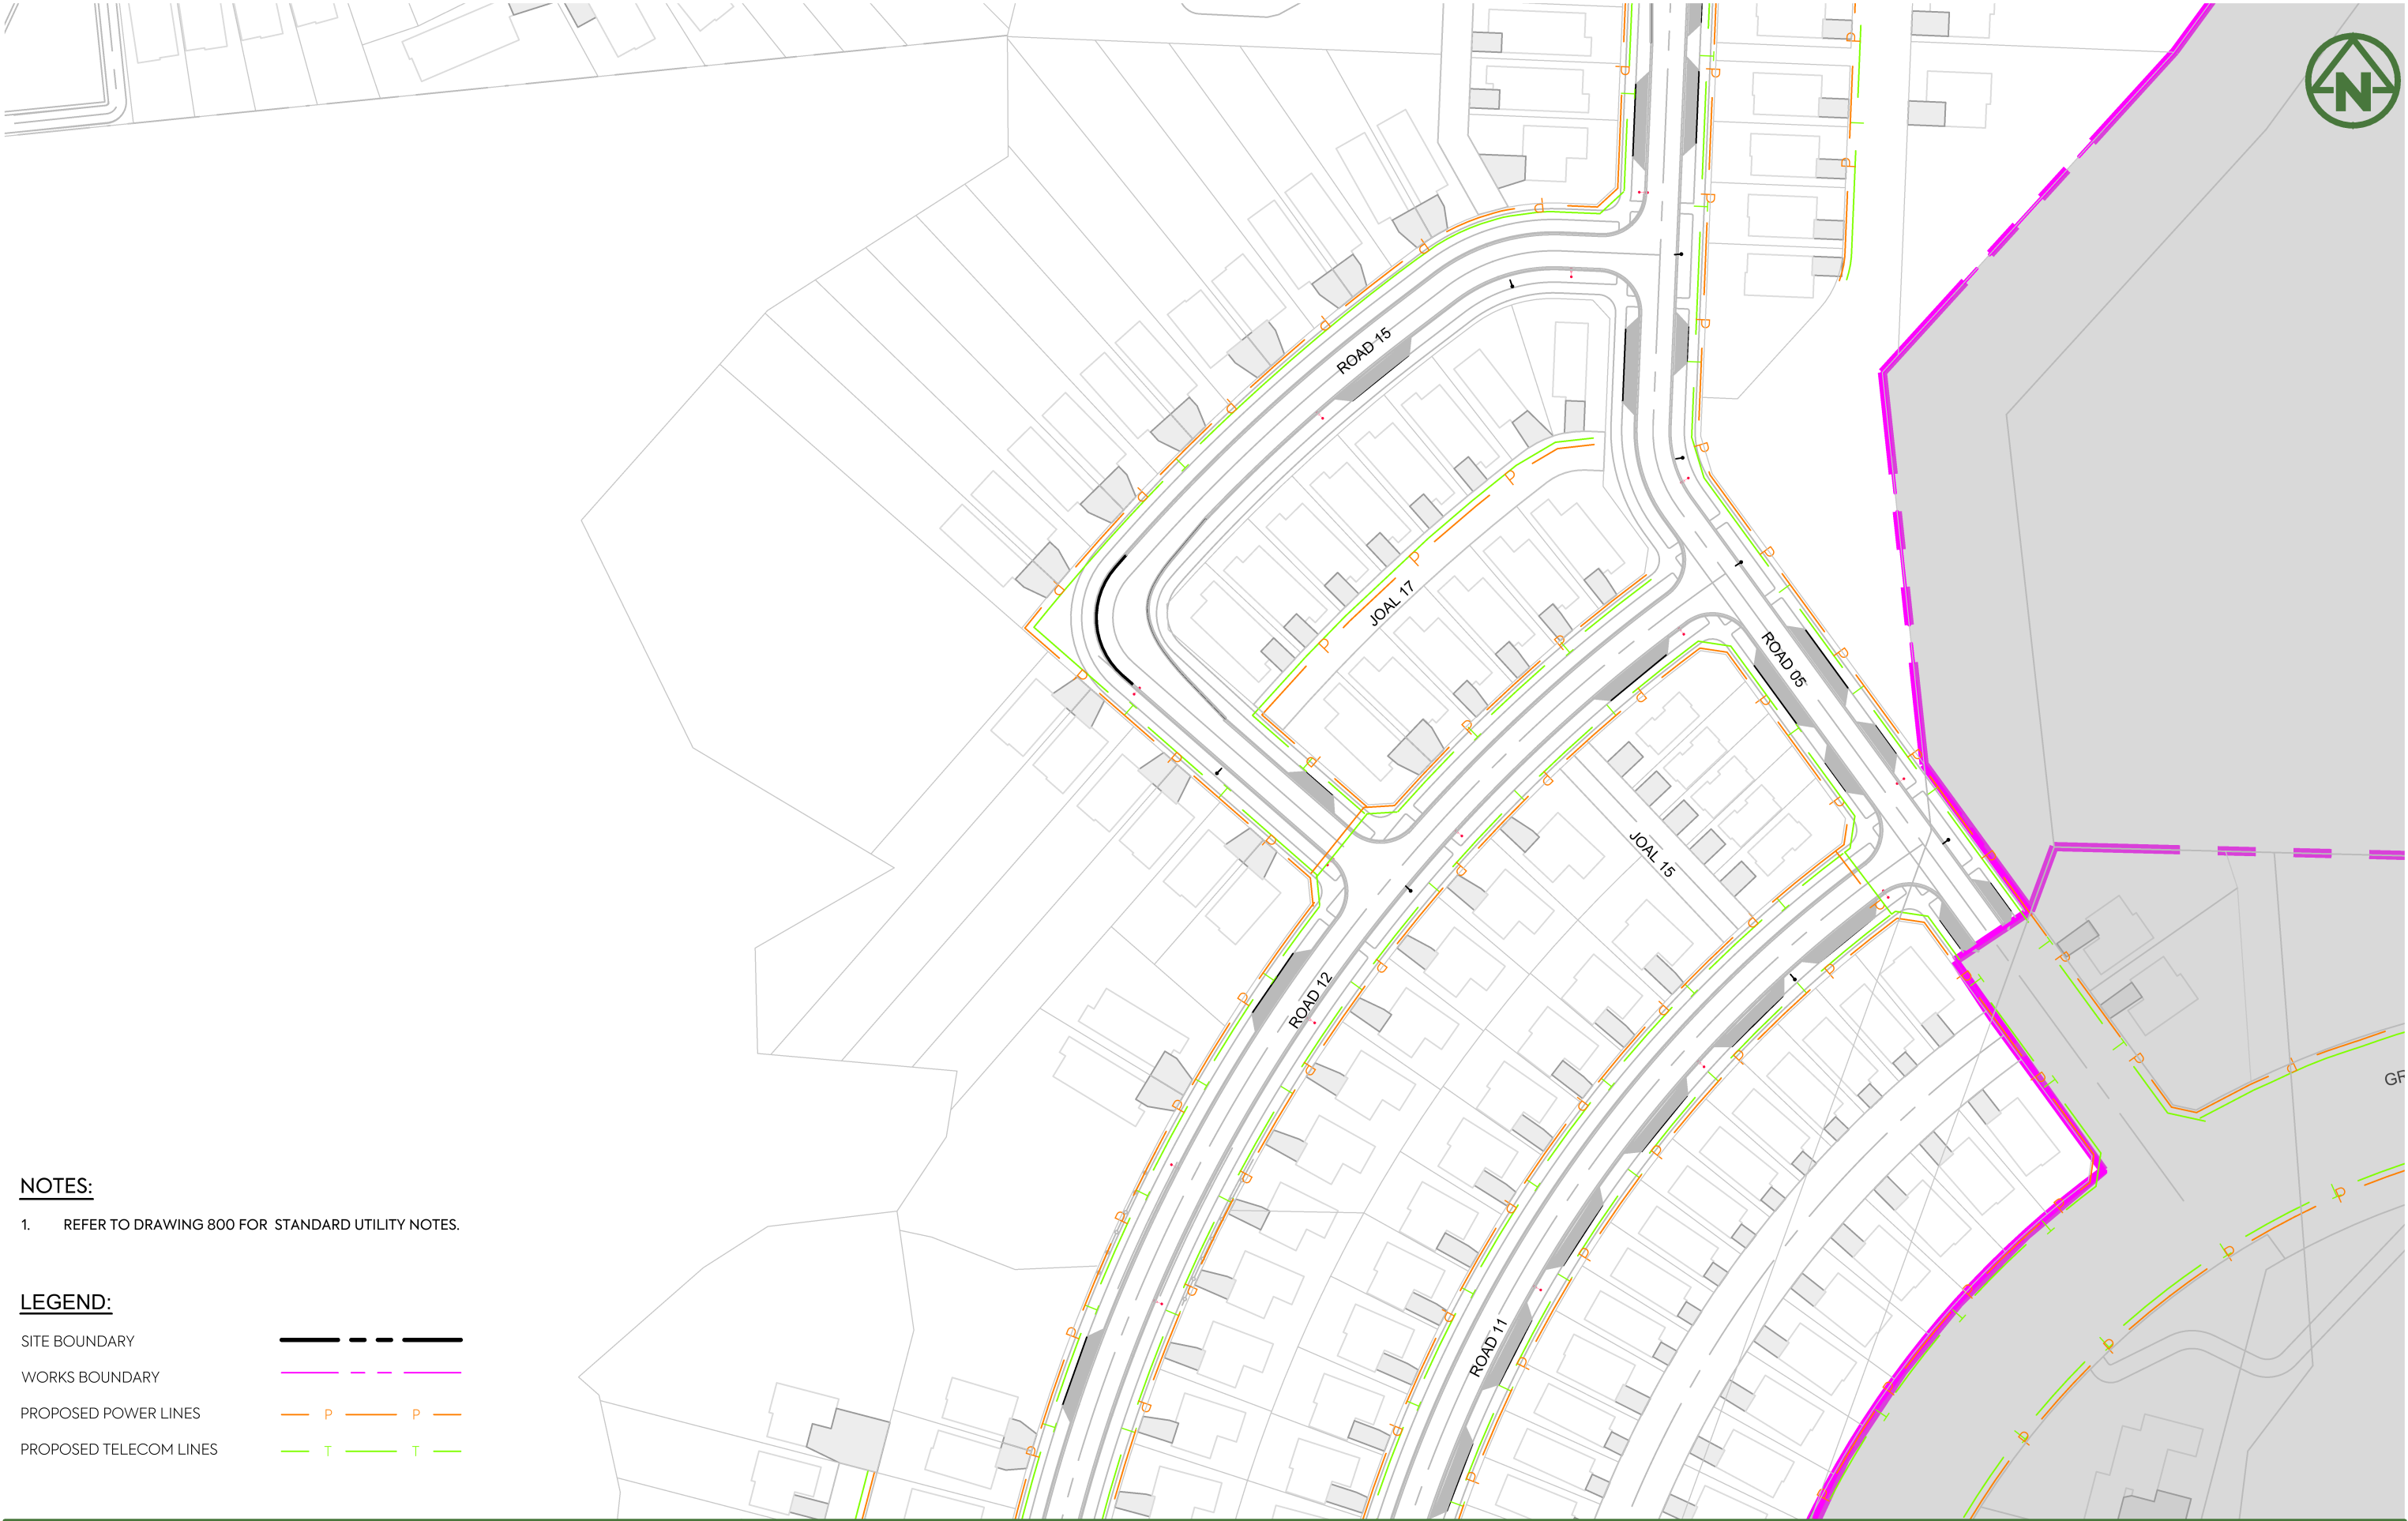 N
ROAD 15
JOAL 17
ROAD 05
JOAL 15
ROAD 12
ROAD 11
NOTES:
1. REFER TO DRAWING 800 FOR STANDARD UTILITY NOTES.
LEGEND:
SITE BOUNDARY
WORKS BOUNDARY
PROPOSED POWER LINES P P
PROPOSED TELECOM LINES T T